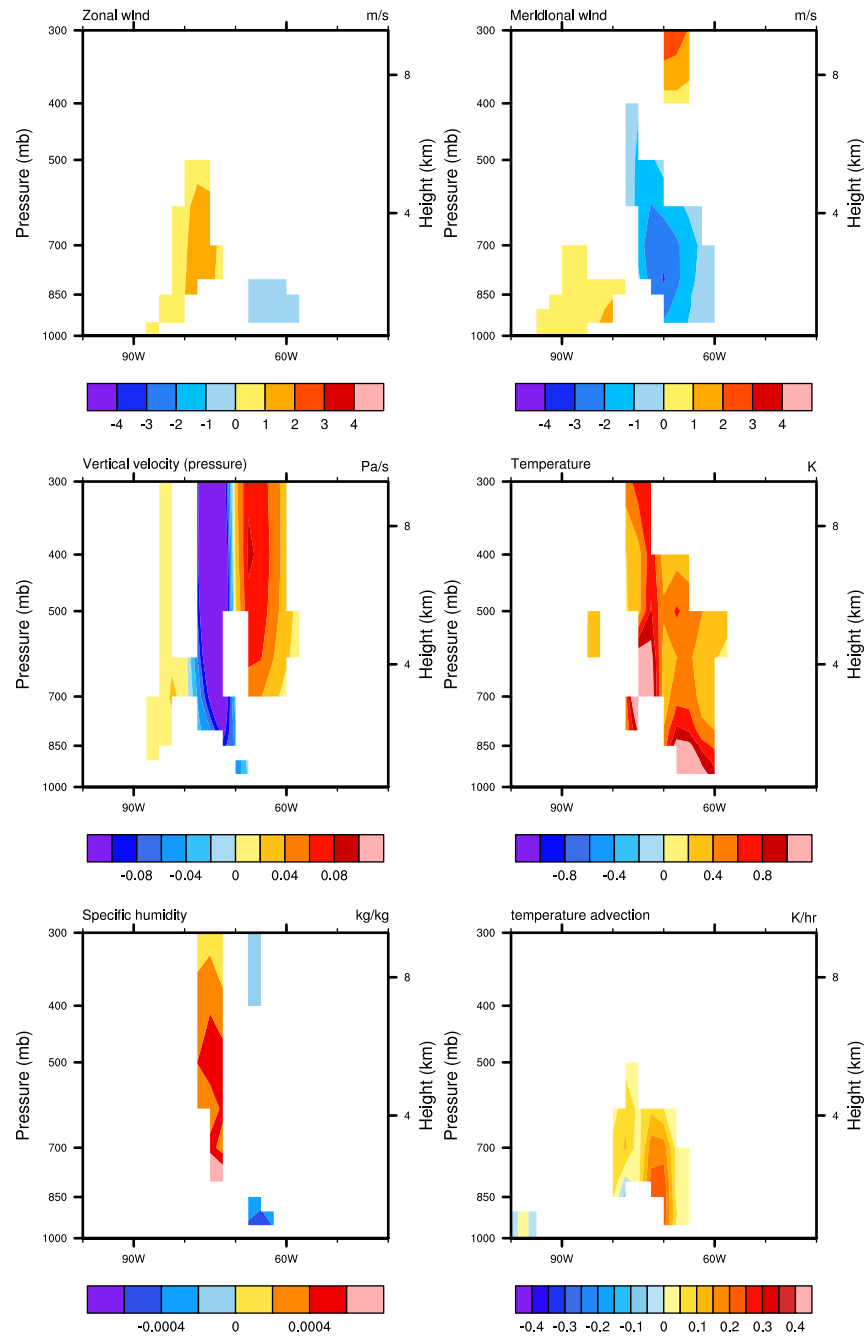 Zonal wind m/s
300
400
500
700
850
1000
Pressure (mb)
8
4
Height (km)
90W 60W
-4 -3 -2 -1 0 1 2 3 4
Meridional wind m/s
300
400
500
700
850
1000
Pressure (mb)
8
4
Height (km)
90W 60W
-4 -3 -2 -1 0 1 2 3 4
Vertical velocity (pressure) Pa/s
300
400
500
700
850
1000
Pressure (mb)
8
4
Height (km)
90W 60W
-0.08 -0.04 0 0.04 0.08
Temperature K
300
400
500
700
850
1000
Pressure (mb)
8
4
Height (km)
90W 60W
-0.8 -0.4 0 0.4 0.8
Specific humidity kg/kg
300
400
500
700
850
1000
Pressure (mb)
8
4
Height (km)
90W 60W
-0.0004 0 0.0004
temperature advection K/hr
300
400
500
700
850
1000
Pressure (mb)
8
4
Height (km)
90W 60W
-0.4 -0.3 -0.2 -0.1 0 0.1 0.2 0.3 0.4